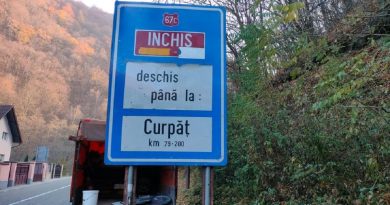 67C
INCHIS
deschis
până la :
Curpăț
km 79-200